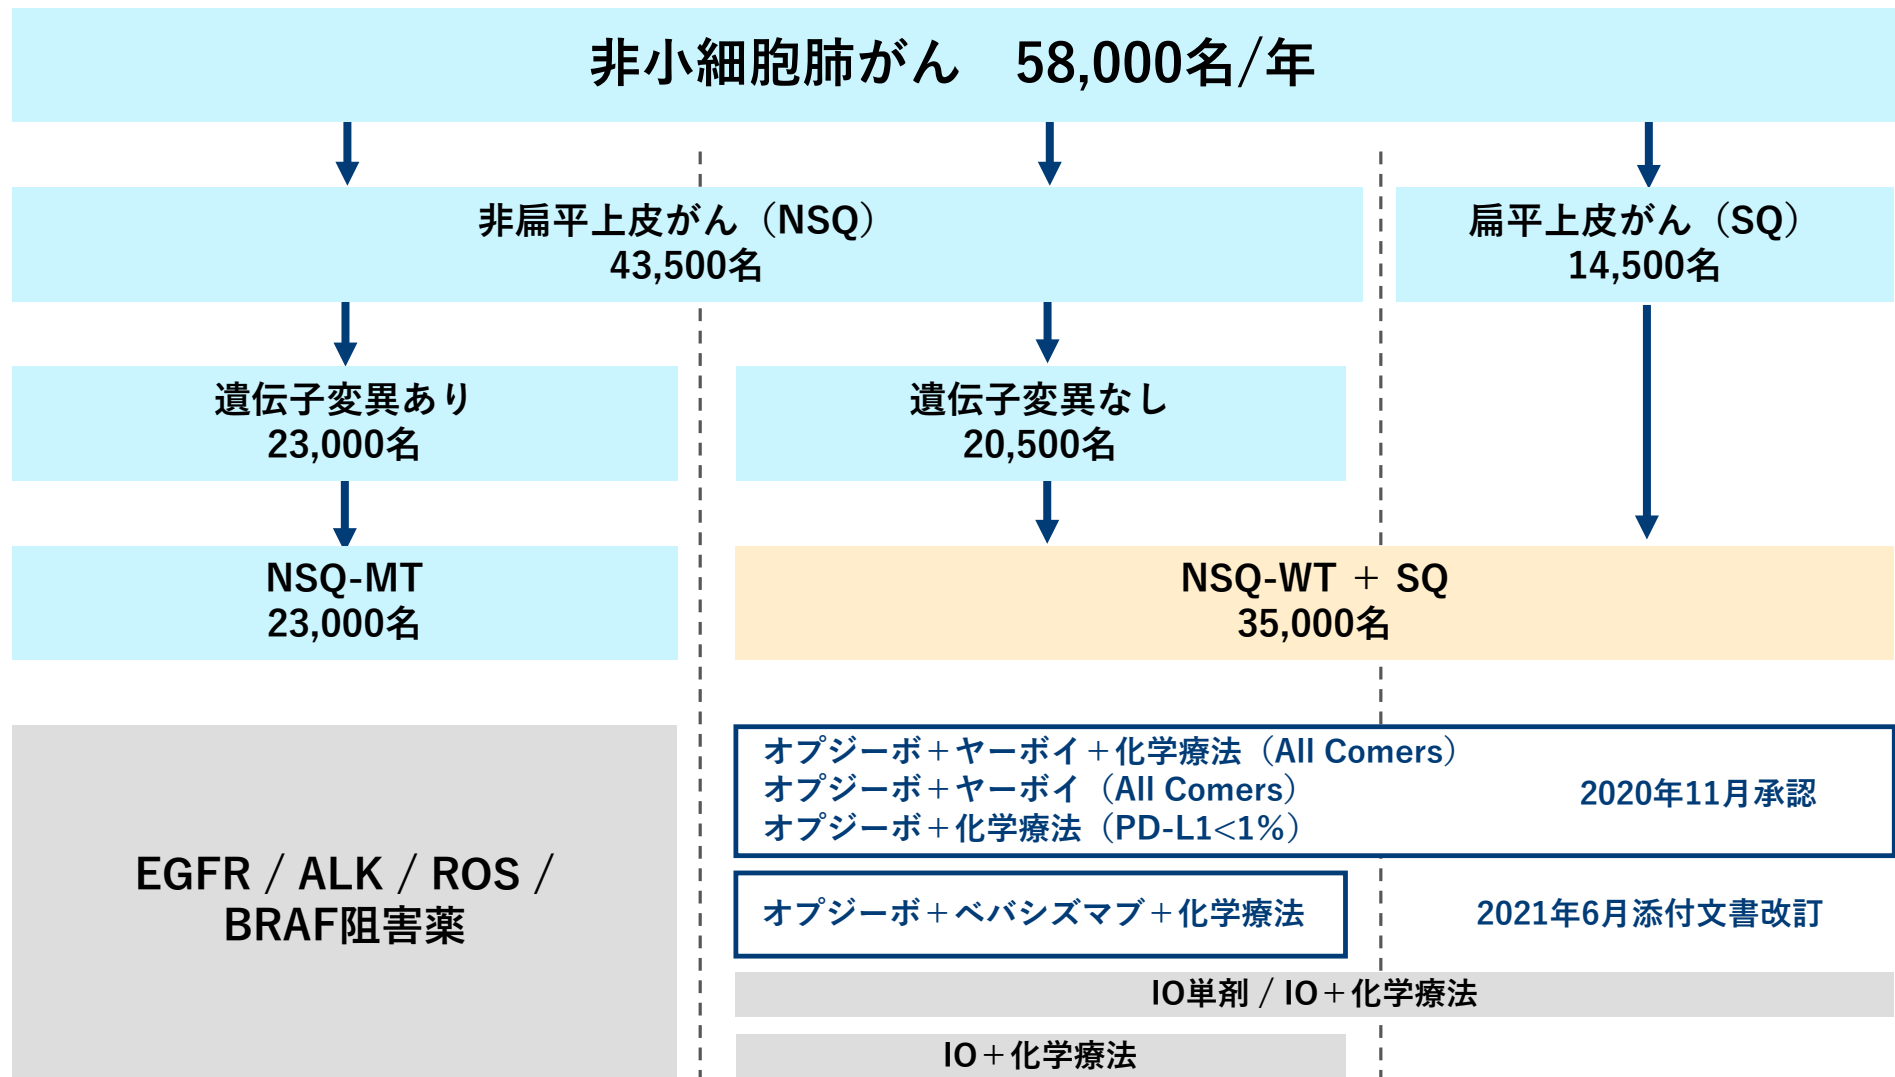 非小細胞肺がん　58,000名/年
非扁平上皮がん（NSQ）
43,500名
扁平上皮がん（SQ）
14,500名
遺伝子変異あり
23,000名
遺伝子変異なし
20,500名
NSQ-MT
23,000名
NSQ-WT ＋ SQ
35,000名
オプジーボ＋ヤーボイ＋化学療法（All Comers）
オプジーボ＋ヤーボイ（All Comers）
オプジーボ＋化学療法（PD-L1<1%）
2020年11月承認
EGFR / ALK / ROS /
BRAF阻害薬
オプジーボ＋ベバシズマブ＋化学療法
2021年6月添付文書改訂
IO単剤 / IO＋化学療法
IO＋化学療法